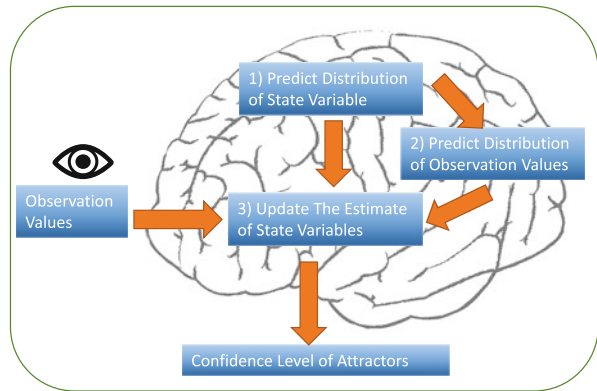 1) Predict Distribution
of State Variable
2) Predict Distribution
of Observation Values
Observation
Values
3) Update The Estimate
of State Variables
Confidence Level of Attractors